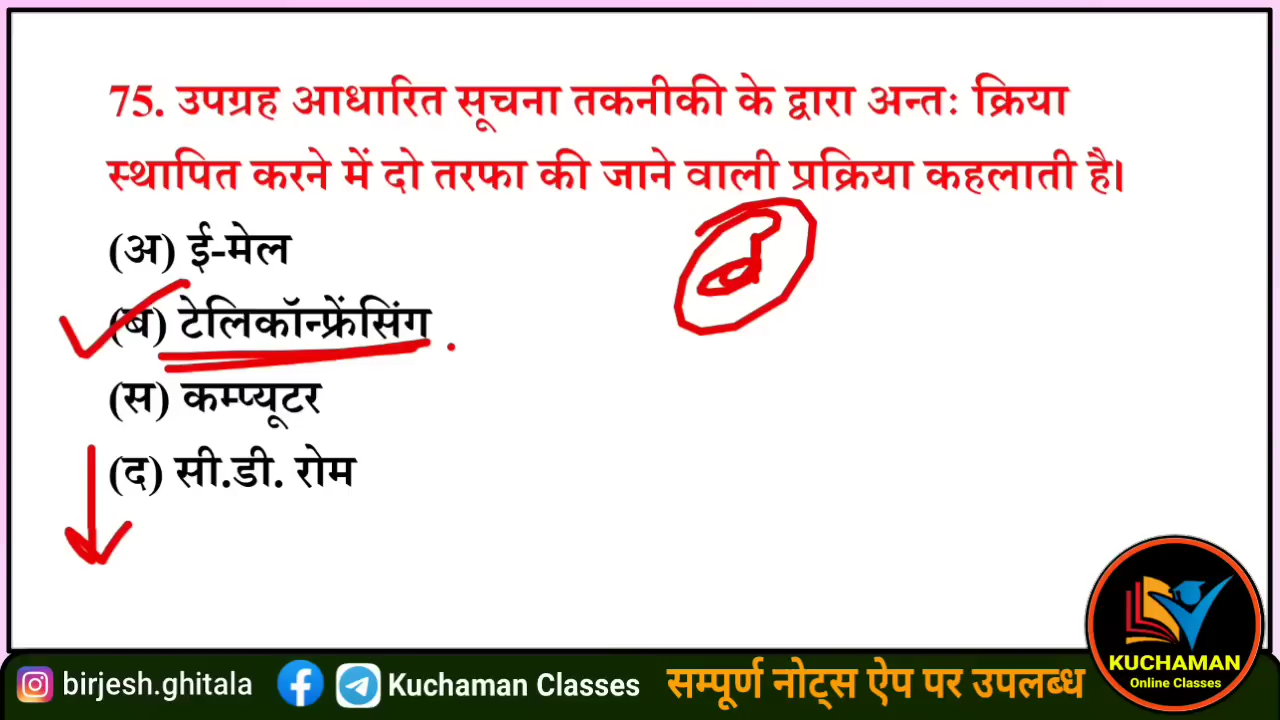 75. उपग्रह आधारित सूचना तकनीकी के द्वारा अन्तः क्रिया
स्थापित करने में दो तरफा की जाने वाली प्रक्रिया कहलाती है।
(अ) ई-मेल
(ब) टेलिकॉन्फ्रेंसिंग
(स) कम्प्यूटर
(द) सी.डी. रोम
KUCHAMAN
Online Classes
birjesh.ghitala
Kuchaman Classes
सम्पूर्ण नोट्स ऐप पर उपलब्ध